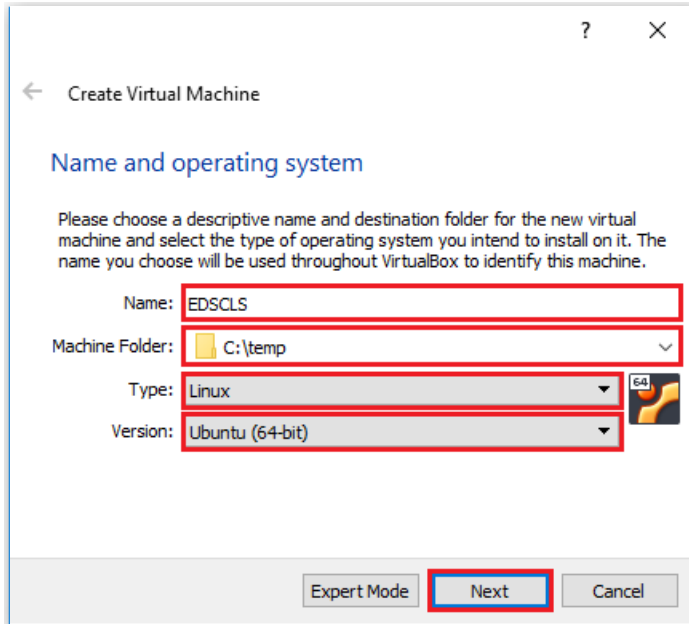 ?
Create Virtual Machine
Name and operating system
Please choose a descriptive name and destination folder for the new virtual
machine and select the type of operating system you intend to install on it. The
name you choose will be used throughout VirtualBox to identify this machine.
Name: EDSCLS
Machine Folder: C:\temp
Type: Linux
64
Version: Ubuntu (64-bit)
Expert Mode Next Cancel